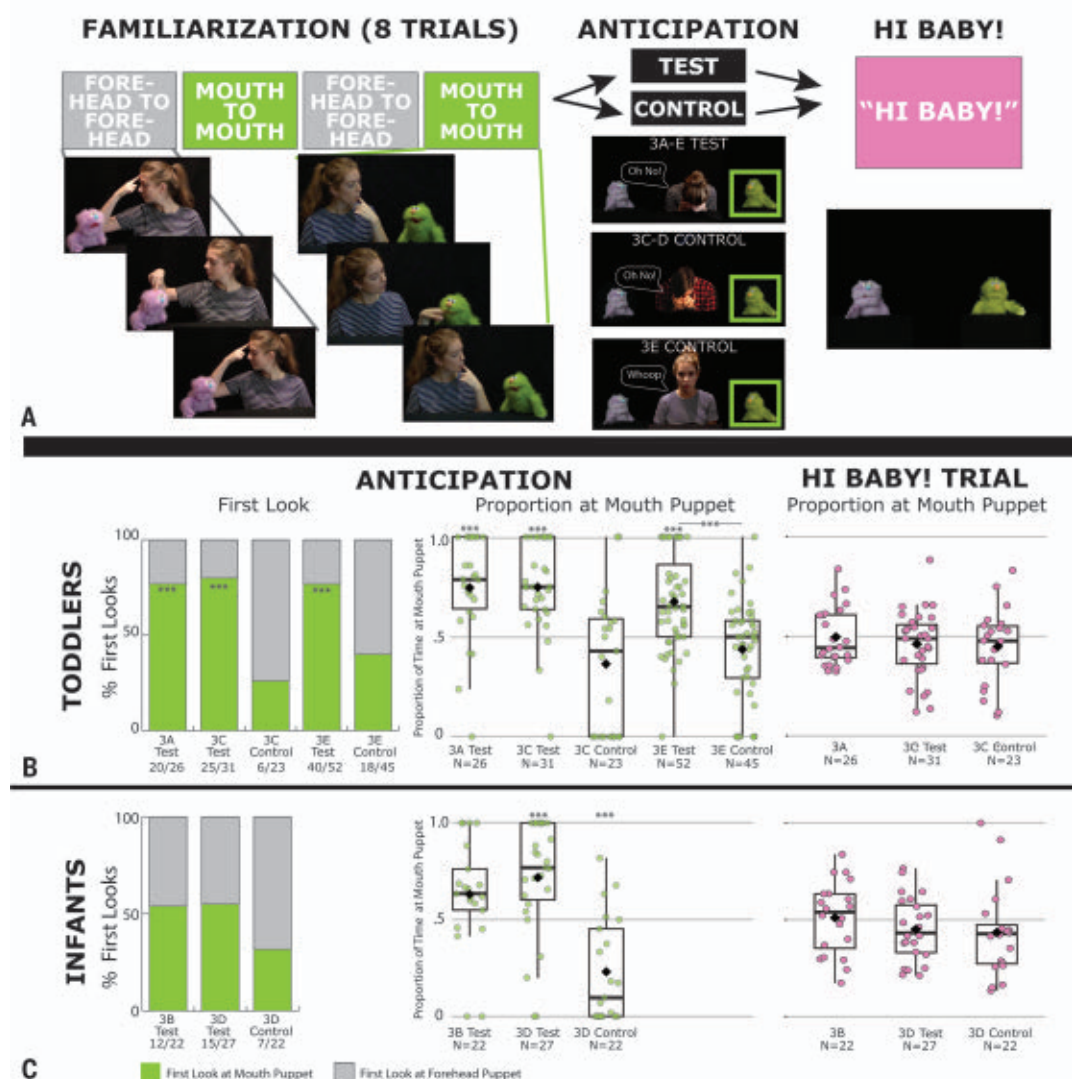 FAMILIARIZATION (8 TRIALS)
ANTICIPATION
HI BABY!
FORE-
HEAD TO
FORE-
HEAD
MOUTH
TO
MOUTH
FORE-
HEAD TO
FORE-
HEAD
MOUTH
TO
MOUTH
TEST
CONTROL
"HI BABY!"
3A-E TEST
Oh No!
3C-D CONTROL
Oh No!
3E CONTROL
Whoop
A
ANTICIPATION
HI BABY! TRIAL
First Look
Proportion at Mouth Puppet
Proportion at Mouth Puppet
TODDLERS
% First Looks
100
50
0
***
***
***
3A
Test
20/26
3C
Test
25/31
3C
Control
6/23
3E
Test
40/52
3E
Control
18/45
Proportion of Time at Mouth Puppet
1.0
.5
0
***
***
***
***
3A Test
N=26
3C Test
N=31
3C Control
N=23
3E Test
N=52
3E Control
N=45
3A
N=26
3C Test
N=31
3C Control
N=23
B
INFANTS
% First Looks
100
50
0
3B
Test
12/22
3D
Test
15/27
3D
Control
7/22
Proportion of Time at Mouth Puppet
1.0
.5
0
***
***
3B Test
N=22
3D Test
N=27
3D Control
N=22
3B
N=22
3D Test
N=27
3D Control
N=22
C
First Look at Mouth Puppet
First Look at Forehead Puppet